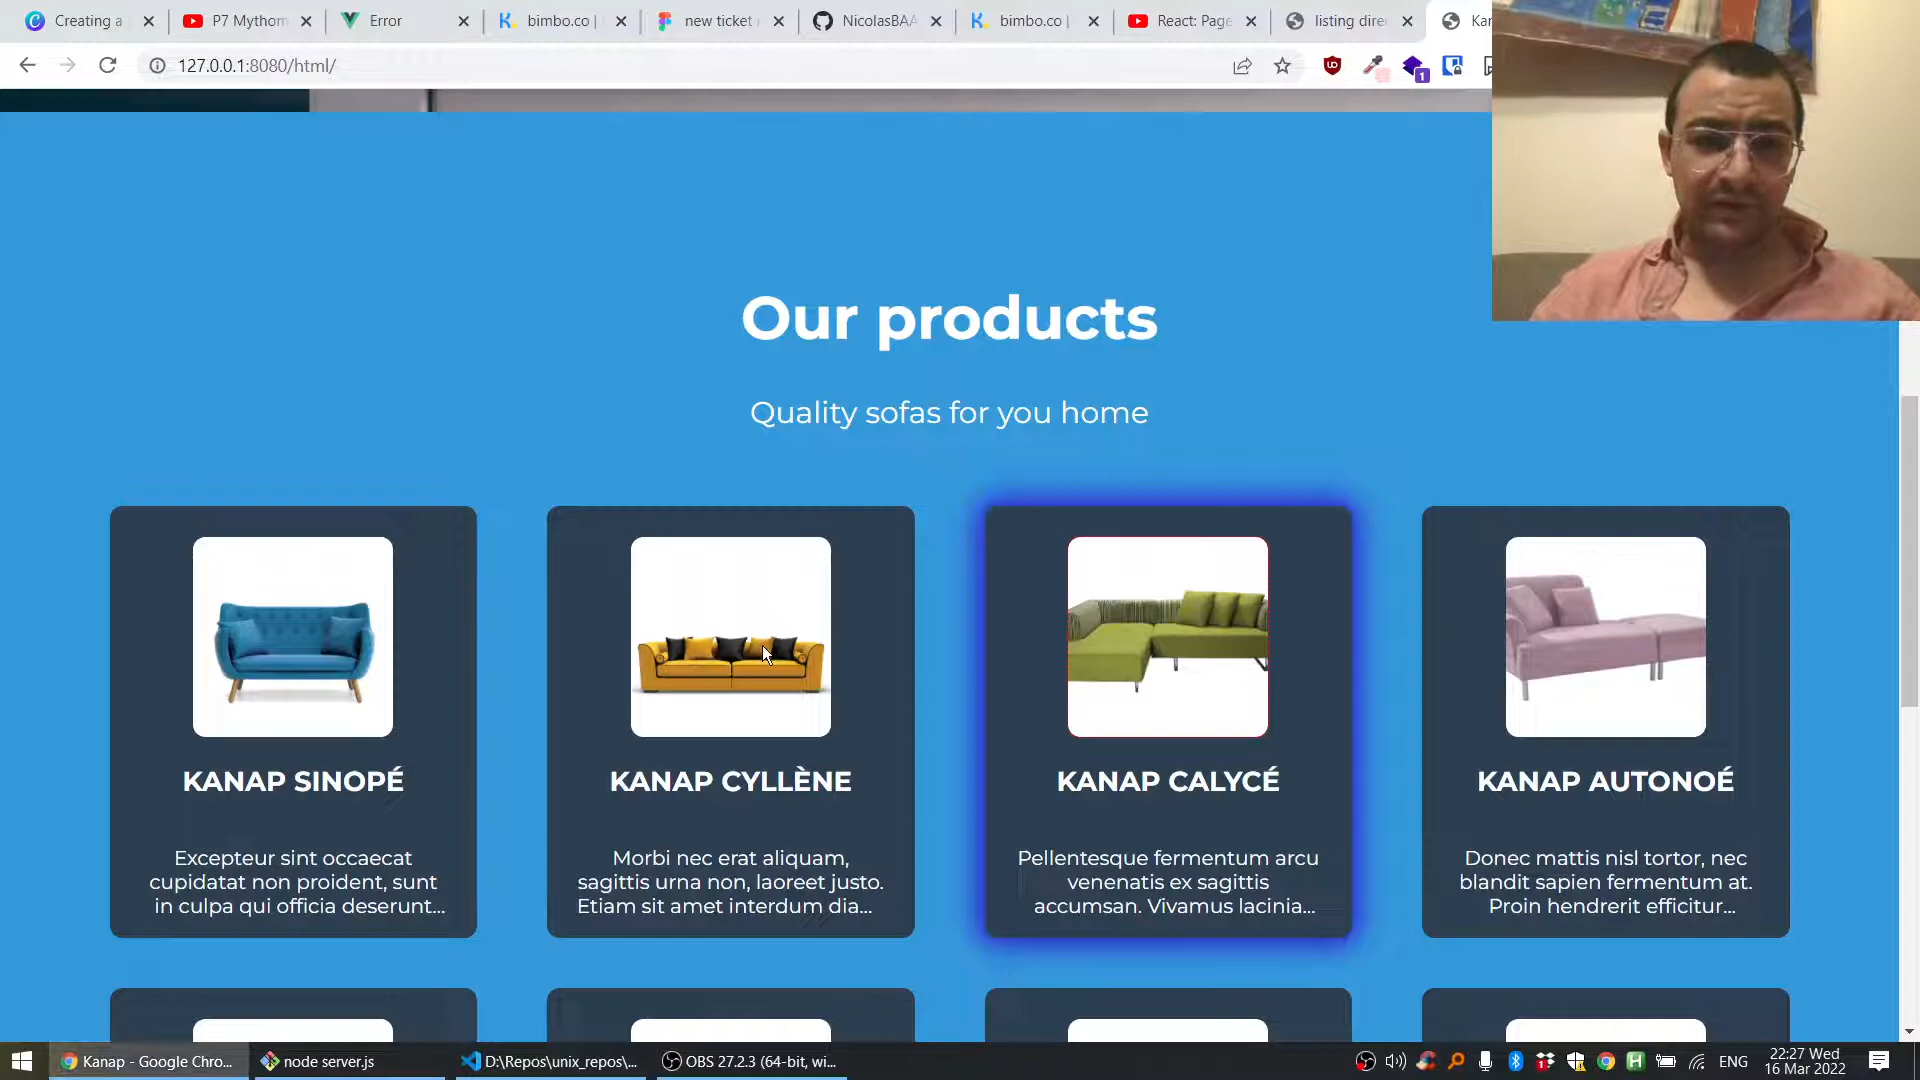 Creating a
P7 Mythom
Error
bimbo.co |
new ticket
NicolasBAA
bimbo.co |
React: Page
listing dire
Kan
127.0.0.1:8080/html/
1
Our products
Quality sofas for you home
KANAP SINOPÉ
KANAP CYLLÈNE
KANAP CALYCÉ
KANAP AUTONOÉ
Excepteur sint occaecat
cupidatat non proident, sunt
in culpa qui officia deserunt...
Morbi nec erat aliquam,
sagittis urna non, laoreet justo.
Etiam sit amet interdum dia...
Pellentesque fermentum arcu
venenatis ex sagittis
accumsan. Vivamus lacinia...
Donec mattis nisl tortor, nec
blandit sapien fermentum at.
Proin hendrerit efficitur...
Kanap - Google Chro...
node server.js
D:\Repos\unix_repos\...
OBS 27.2.3 (64-bit, wi...
ENG
22:27 Wed
16 Mar 2022